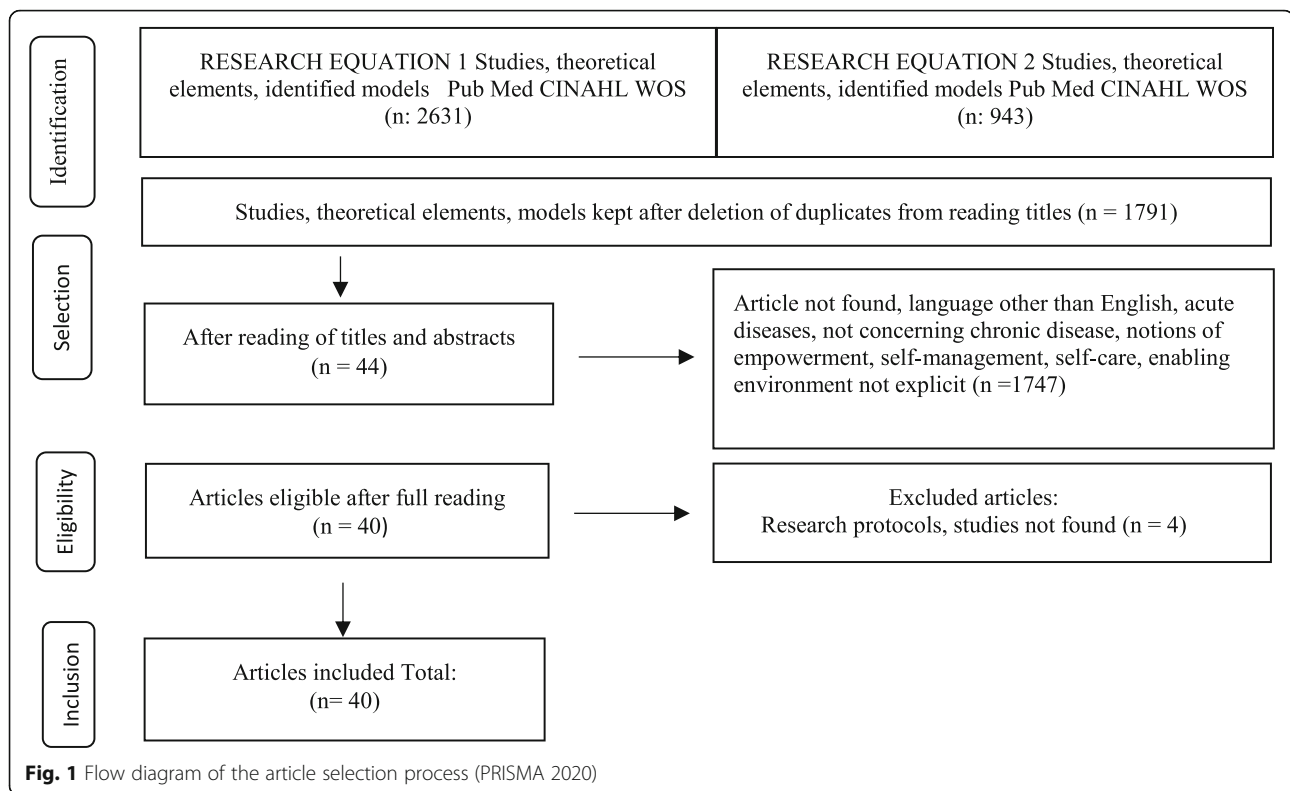 Identification
RESEARCH EQUATION 1 Studies, theoretical
elements, identified models Pub Med CINAHL WOS
(n: 2631)
RESEARCH EQUATION 2 Studies, theoretical
elements, identified models Pub Med CINAHL WOS
(n: 943)
Studies, theoretical elements, models kept after deletion of duplicates from reading titles (n = 1791)
Selection
After reading of titles and abstracts
(n = 44)
Article not found, language other than English, acute
diseases, not concerning chronic disease, notions of
empowerment, self-management, self-care, enabling
environment not explicit (n =1747)
Eligibility
Articles eligible after full reading
(n = 40)
Excluded articles:
Research protocols, studies not found (n = 4)
Inclusion
Articles included Total:
(n= 40)
Fig. 1 Flow diagram of the article selection process (PRISMA 2020)